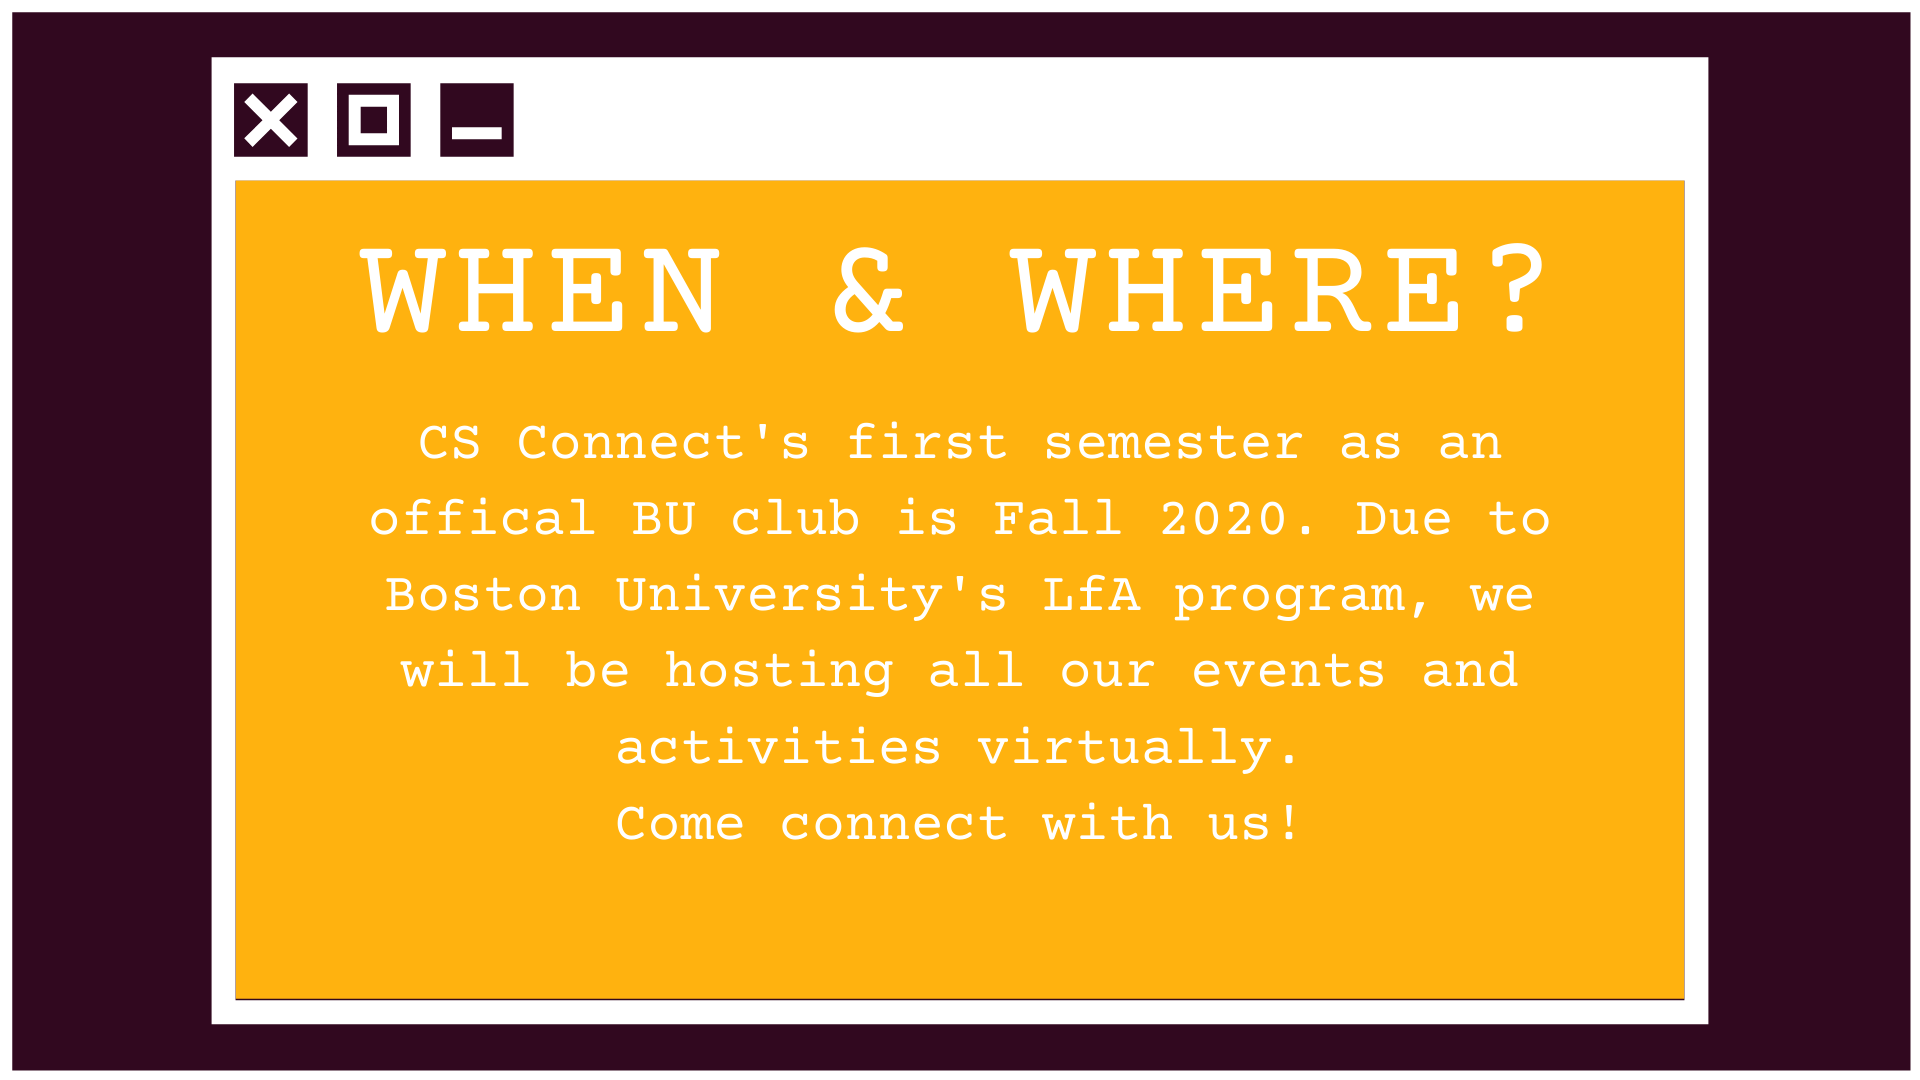 WHEN & WHERE?
CS Connect's first semester as an
offical BU club is Fall 2020. Due to
Boston University's LfA program, we
will be hosting all our events and
activities virtually.
Come connect with us!